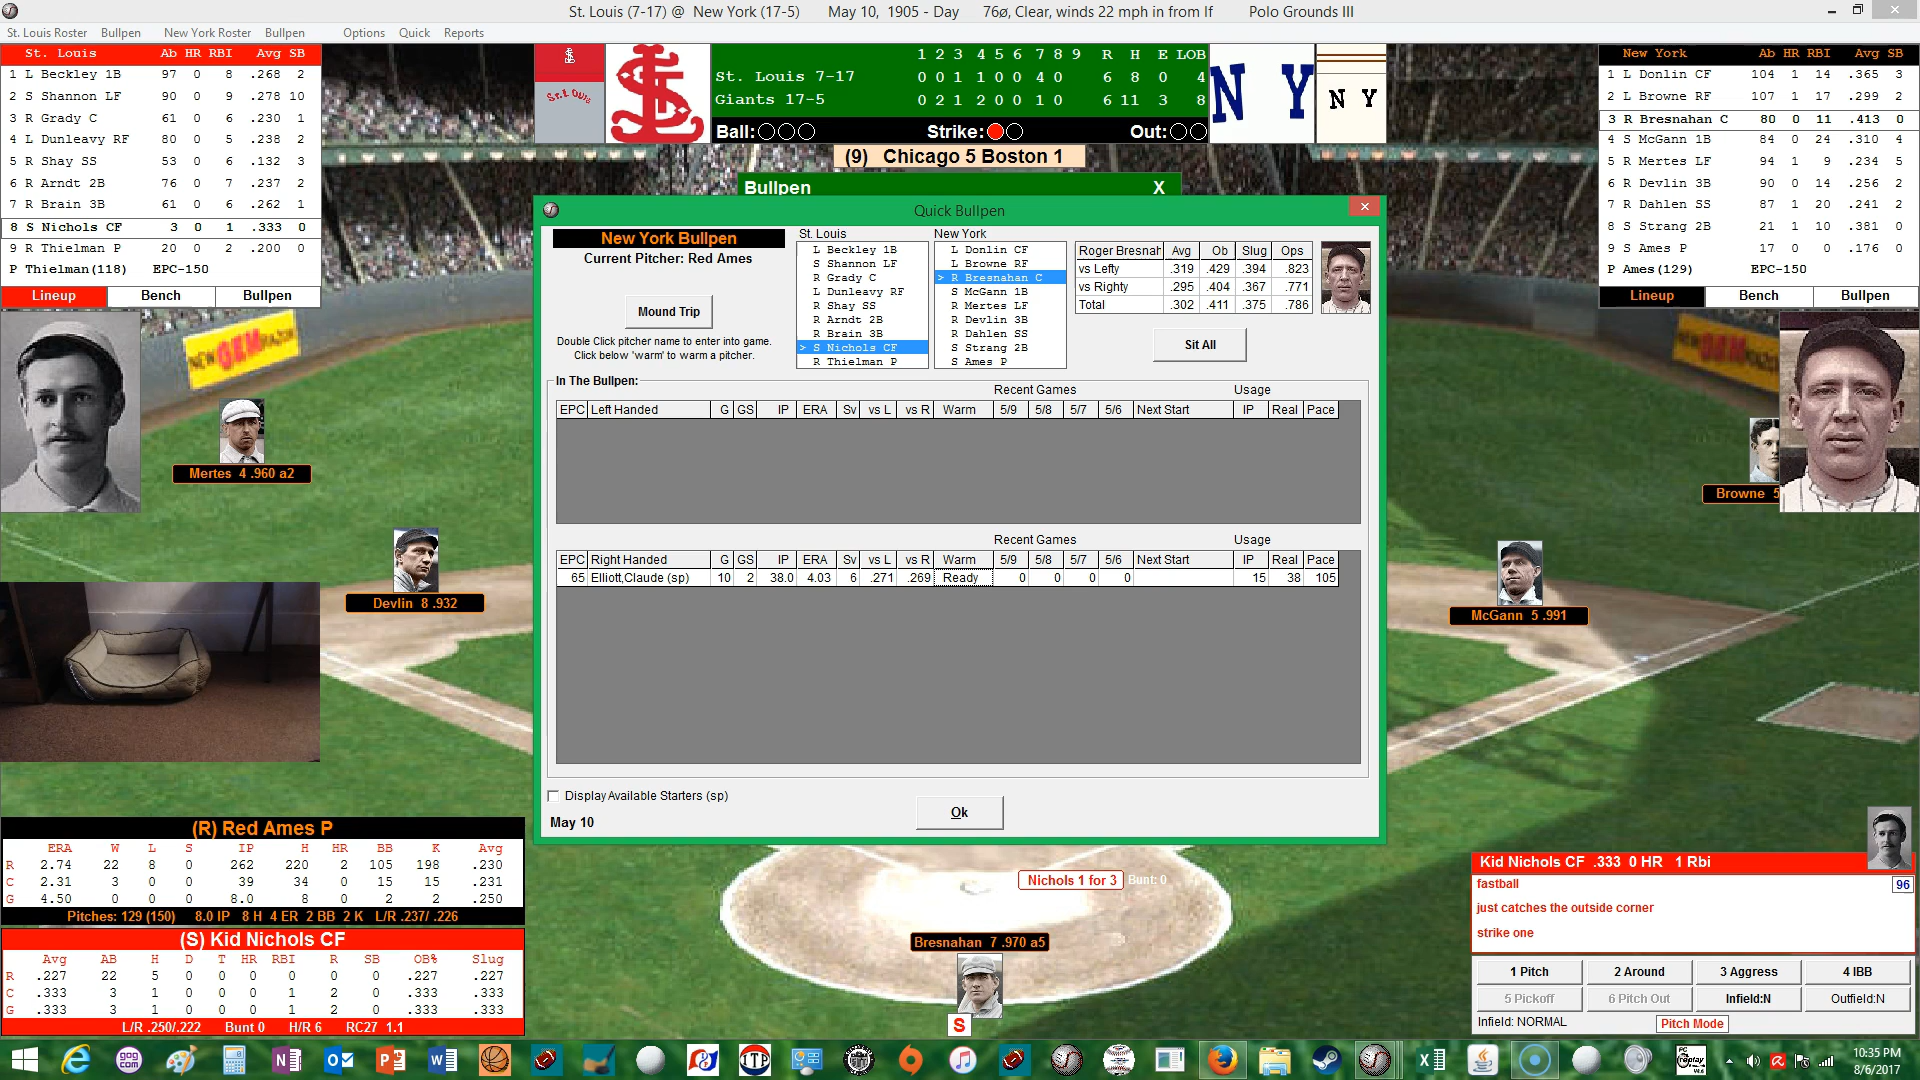 St. Louis (7-17) @ New York (17-5) May 10, 1905 - Day 76ø, Clear, winds 22 mph in from lf Polo Grounds III
St. Louis Roster Bullpen New York Roster Bullpen Options Quick Reports
St. Louis Ab HR RBI Avg SB
1 L Beckley 1B 97 0 8 .268 2
2 S Shannon LF 90 0 9 .278 10
3 R Grady C 61 0 6 .230 1
4 L Dunleavy RF 80 0 5 .238 2
5 R Shay SS 53 0 6 .132 3
6 R Arndt 2B 76 0 7 .237 2
7 R Brain 3B 61 0 6 .262 1
8 S Nichols CF 3 0 1 .333 0
9 R Thielman P 20 0 2 .200 0
P Thielman(118) EPC-150
Lineup Bench Bullpen
St.L OUIS
1 2 3 4 5 6 7 8 9 R H E LOB
St. Louis 7-17 0 0 1 1 0 0 4 0 6 8 0 4
Giants 17-5 0 2 1 2 0 0 1 0 6 11 3 8
Ball: Strike: Out:
N Y
N Y
(9) Chicago 5 Boston 1
New York Ab HR RBI Avg SB
1 L Donlin CF 104 1 14 .365 3
2 L Browne RF 107 1 17 .299 2
3 R Bresnahan C 80 0 11 .413 0
4 S McGann 1B 84 0 24 .310 4
5 R Mertes LF 94 1 9 .234 5
6 R Devlin 3B 90 0 14 .256 2
7 R Dahlen SS 87 1 20 .241 2
8 S Strang 2B 21 1 10 .381 0
9 S Ames P 17 0 0 .176 0
P Ames(129) EPC-150
Lineup Bench Bullpen
Bullpen X
Quick Bullpen
New York Bullpen
Current Pitcher: Red Ames
Mound Trip
Double Click pitcher name to enter into game.
Click below 'warm' to warm a pitcher.
St. Louis
L Beckley 1B
S Shannon LF
R Grady C
L Dunleavy RF
R Shay SS
R Arndt 2B
R Brain 3B
> S Nichols CF
R Thielman P
New York
L Donlin CF
L Browne RF
> R Bresnahan C
S McGann 1B
R Mertes LF
R Devlin 3B
R Dahlen SS
S Strang 2B
S Ames P
Roger Bresnah Avg Ob Slug Ops
vs Lefty .319 .429 .394 .823
vs Righty .295 .404 .367 .771
Total .302 .411 .375 .786
Sit All
In The Bullpen:
Recent Games Usage
EPC Left Handed G GS IP ERA Sv vs L vs R Warm 5/9 5/8 5/7 5/6 Next Start IP Real Pace
Recent Games Usage
EPC Right Handed G GS IP ERA Sv vs L vs R Warm 5/9 5/8 5/7 5/6 Next Start IP Real Pace
65 Elliott,Claude (sp) 10 2 38.0 4.03 6 .271 .269 Ready 0 0 0 0 15 38 105
Display Available Starters (sp)
Ok
May 10
NEW GEM RAZOR
Mertes 4 .960 a2
Devlin 8 .932
Browne 5
McGann 5 .991
Nichols 1 for 3 Bunt: 0
Bresnahan 7 .970 a5
S
(R) Red Ames P
ERA W L S IP H HR BB K Avg
R 2.74 22 8 0 262 220 2 105 198 .230
C 2.31 3 0 0 39 34 0 15 15 .231
G 4.50 0 0 0 8.0 8 0 2 2 .250
Pitches: 129 (150) 8.0 IP 8 H 4 ER 2 BB 2 K L/R .237/ .226
(S) Kid Nichols CF
Avg AB H D T HR RBI R SB OB% Slug
R .227 22 5 0 0 0 0 0 0 .227 .227
C .333 3 1 0 0 0 1 2 0 .333 .333
G .333 3 1 0 0 0 1 2 0 .333 .333
L/R .250/.222 Bunt 0 H/R 6 RC27 1.1
Kid Nichols CF .333 0 HR 1 Rbi
fastball 96
just catches the outside corner
strike one
1 Pitch 2 Around 3 Aggress 4 IBB
5 Pickoff 6 Pitch Out Infield:N Outfield:N
Infield: NORMAL Pitch Mode
10:35 PM
8/6/2017